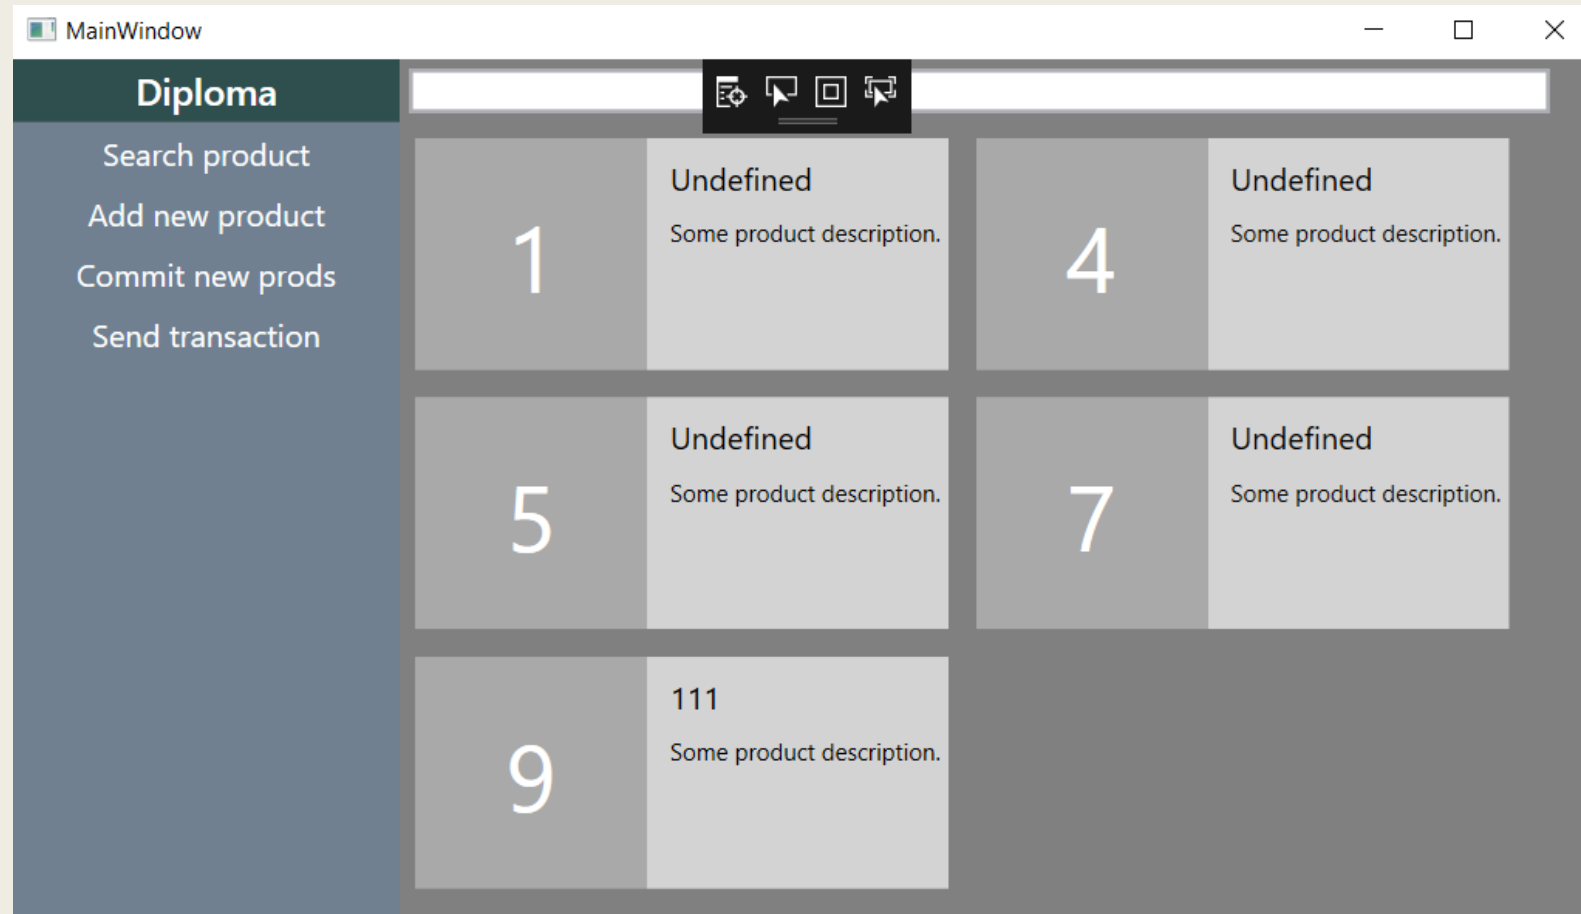 MainWindow
Diploma
Search product
Add new product
Commit new prods
Send transaction
1
Undefined
Some product description.
4
Undefined
Some product description.
5
Undefined
Some product description.
7
Undefined
Some product description.
9
111
Some product description.